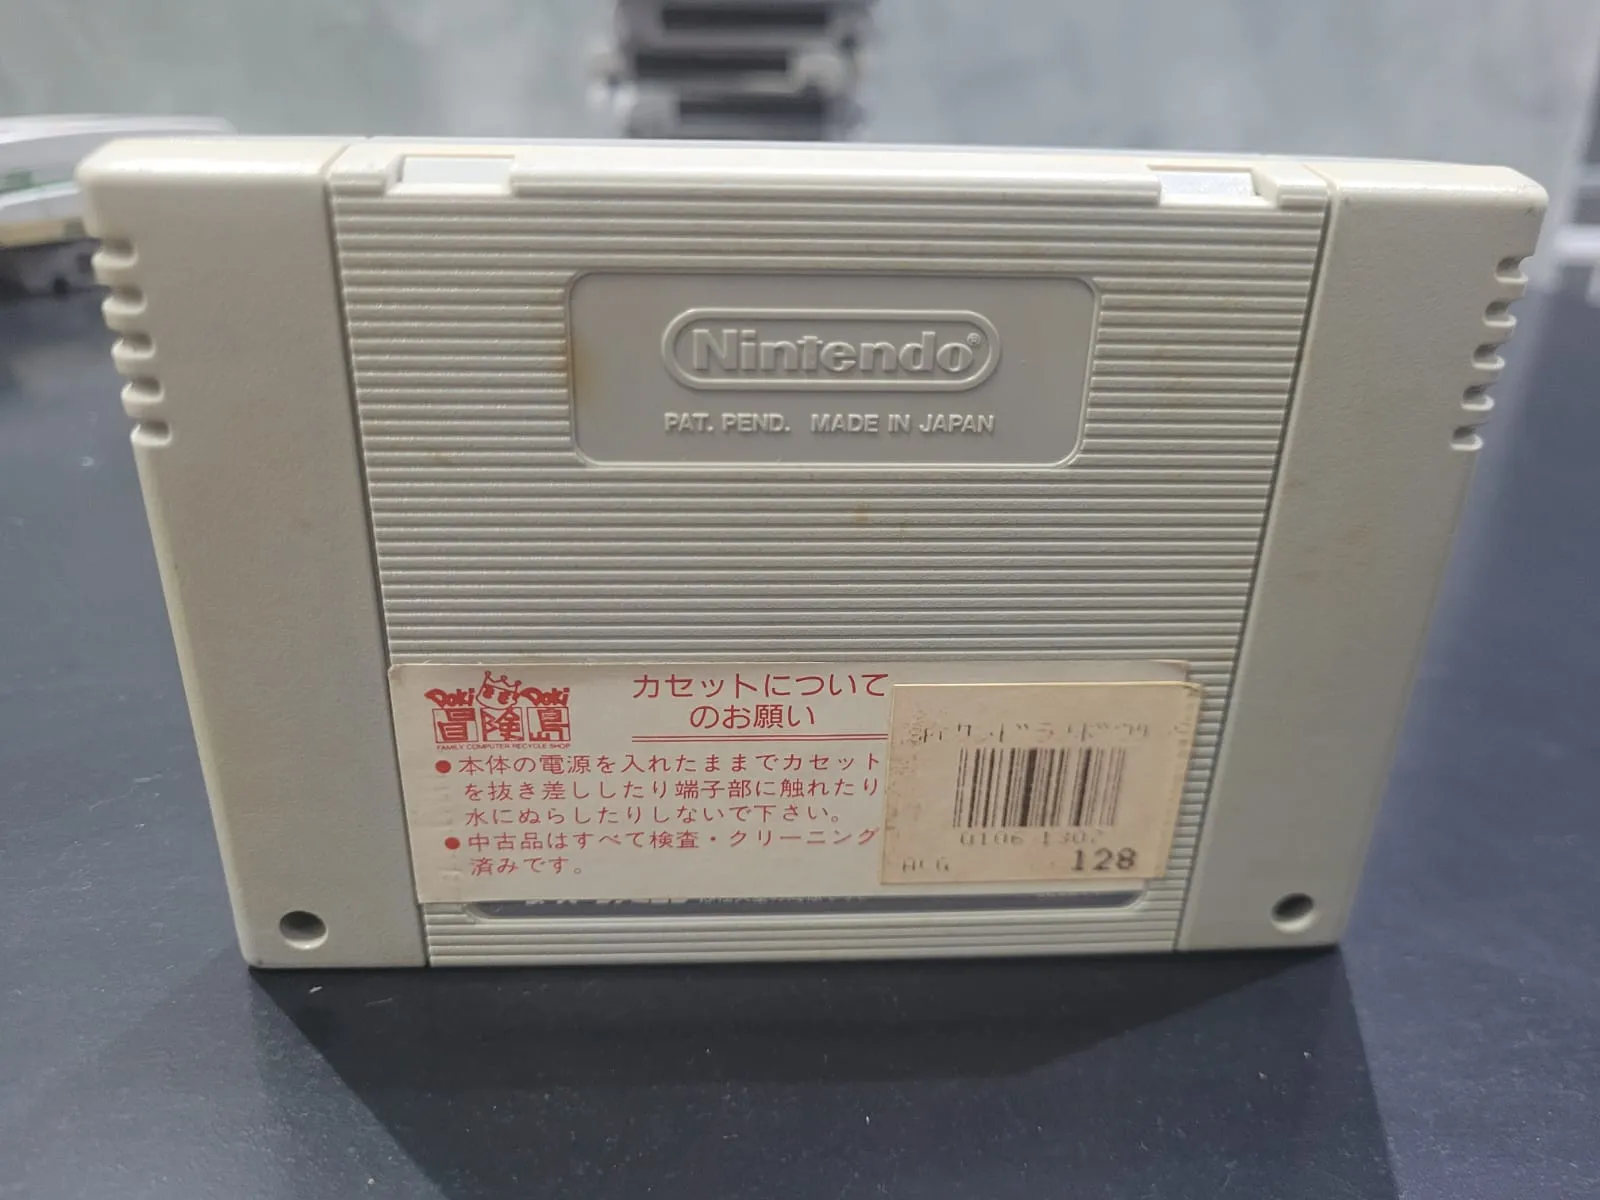 Nintendo®
PAT. PEND. MADE IN JAPAN
Doki Doki
冒険島
FAMILY COMPUTER RECYCLE SHOP
カセットについて
のお願い
●本体の電源を入れたままでカセット
を抜き差ししたり端子部に触れたり
水にぬらしたりしないで下さい。
●中古品はすべて検査・クリーニング
済みです。
128